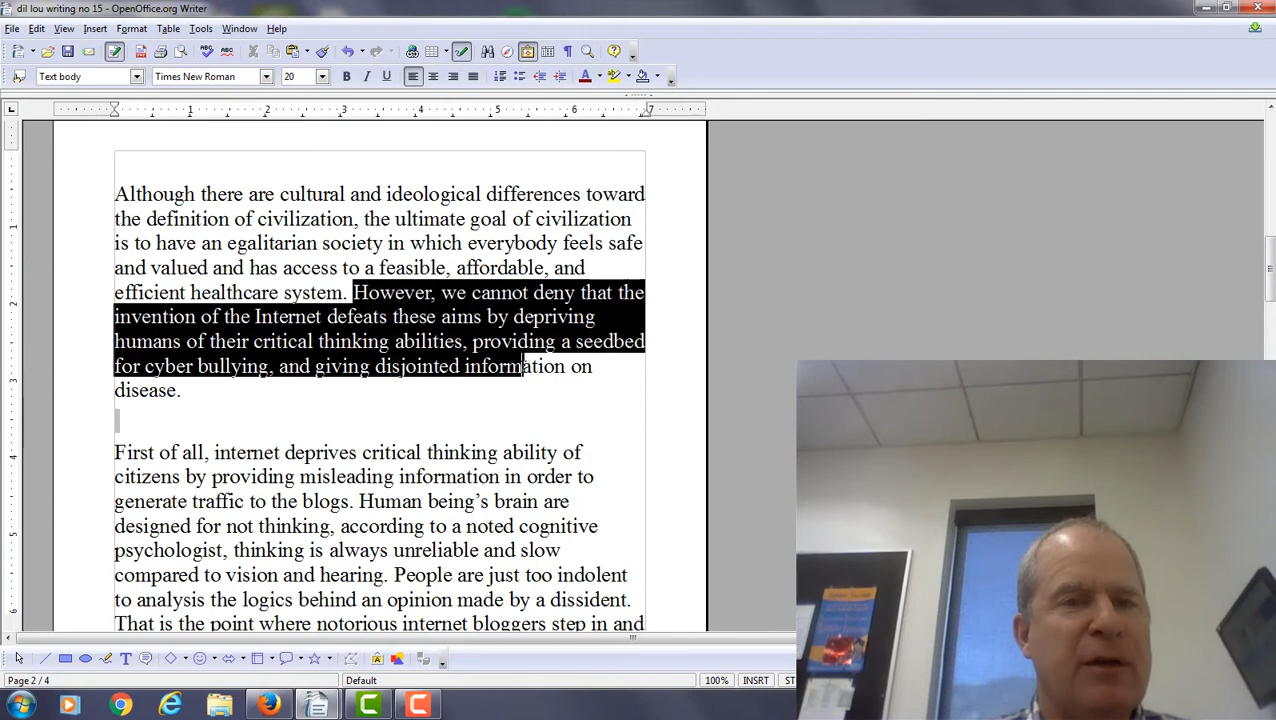 dil lou writing no 15 - OpenOffice.org Writer
File Edit View Insert Format Table Tools Window Help
Text body Times New Roman 20
1 2 3 4 5 6 7
Although there are cultural and ideological differences toward
the definition of civilization, the ultimate goal of civilization
is to have an egalitarian society in which everybody feels safe
and valued and has access to a feasible, affordable, and
efficient healthcare system. However, we cannot deny that the
invention of the Internet defeats these aims by depriving
humans of their critical thinking abilities, providing a seedbed
for cyber bullying, and giving disjointed information on
disease.
First of all, internet deprives critical thinking ability of
citizens by providing misleading information in order to
generate traffic to the blogs. Human being’s brain are
designed for not thinking, according to a noted cognitive
psychologist, thinking is always unreliable and slow
compared to vision and hearing. People are just too indolent
to analysis the logics behind an opinion made by a dissident.
That is the point where notorious internet bloggers step in and
Page 2 / 4 Default 100% INSRT ST